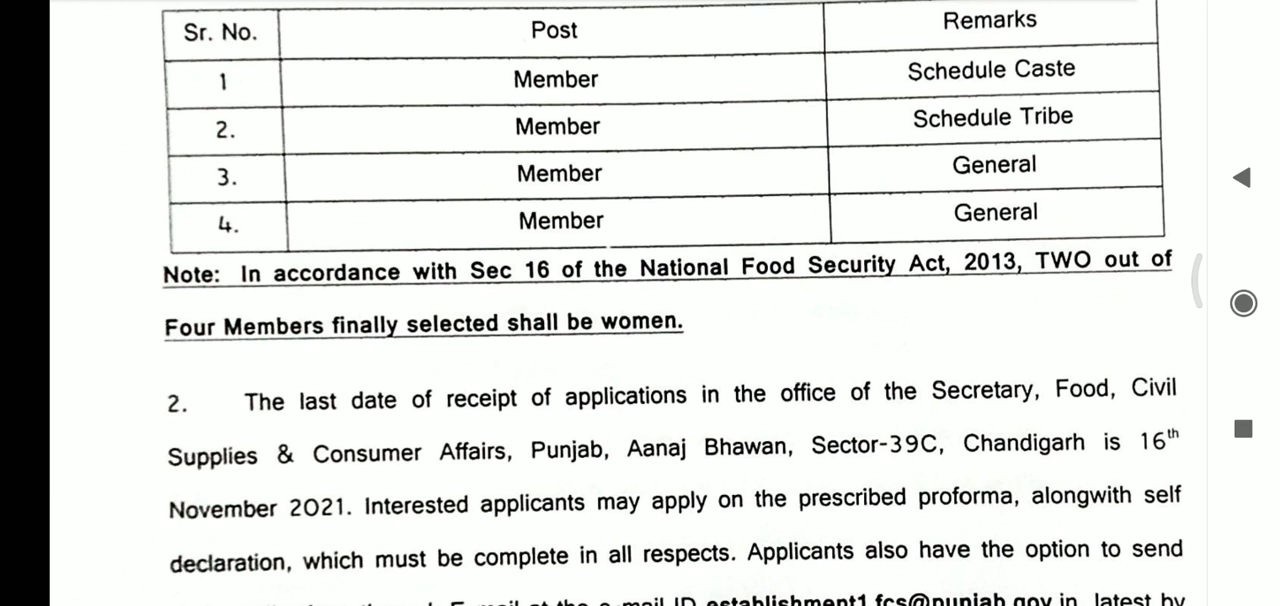 Sr. No. Post Remarks
1 Member Schedule Caste
2. Member Schedule Tribe
3. Member General
4. Member General
Note: In accordance with Sec 16 of the National Food Security Act, 2013, TWO out of
Four Members finally selected shall be women.
2. The last date of receipt of applications in the office of the Secretary, Food, Civil
Supplies & Consumer Affairs, Punjab, Aanaj Bhawan, Sector-39C, Chandigarh is 16th
November 2021. Interested applicants may apply on the prescribed proforma, alongwith self
declaration, which must be complete in all respects. Applicants also have the option to send
E-mail at the e-mail ID establishment1.fcs@punjab.gov.in latest by